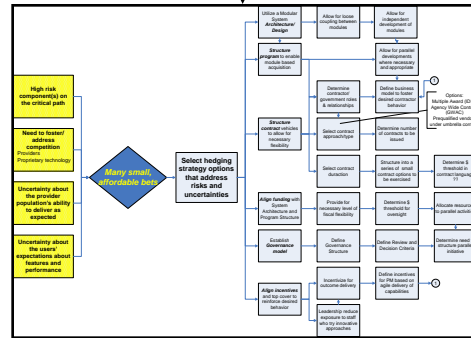 High risk
component(s) on the
critical path
Need to foster/
address
competition
Providers
Proprietary technology
Uncertainty about
the provider
population's ability
to deliver as
expected
Uncertainty about
the users'
expectations about
features and
performance
Many small,
affordable bets
Select hedging
strategy options
that address
risks and
uncertainties
Utilize a Modular
System
Architecture/
Design
Allow for loose
coupling between
modules
Allow for
independent
development of
modules
Structure
program to enable
module based
acquisition
Allow for parallel
developments
where necessary
and appropriate
Determine
contractor/
government roles
& relationships
Define business
model to foster
desired contractor
behavior
1
Options:
Multiple Award (ID
Agency Wide Contr
(GWAC)
Prequalified vend
under umbrella contr
Structure
contract vehicles
to allow for
necessary
flexibility
Select contract
approach/type
Determine number
of contracts to be
issued
Select contract
duration
Structure into a
series of small
contract options to
be exercised
Determine $
threshold in
contract language
??
Align funding with
System
Architecture and
Program Structure
Provide for
necessary level of
fiscal flexibility
Determine $
threshold for
oversight
Allocate resourc
to parallel activiti
Establish
Governance
model
Define
Governance
Structure
Define Review and
Decision Criteria
Determine need
structure parallel
initiative
Align incentives
and top cover to
reinforce desired
behavior
Incentivize for
outcome delivery
Define incentives
for PM based on
agile delivery of
capabilities
Leadership reduce
exposure to staff
who try innovative
approaches